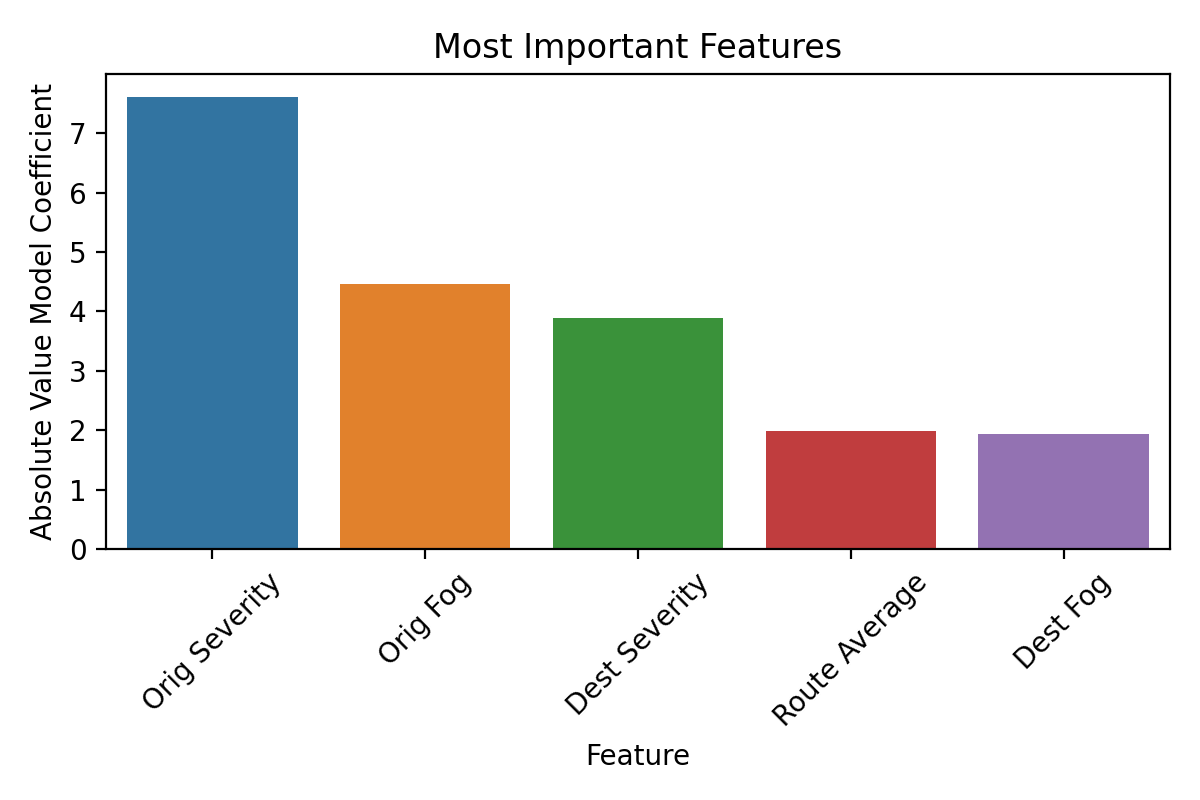 Most Important Features
Absolute Value Model Coefficient
7
6
5
4
3
2
1
0
Orig Severity
Orig Fog
Dest Severity
Route Average
Dest Fog
Feature